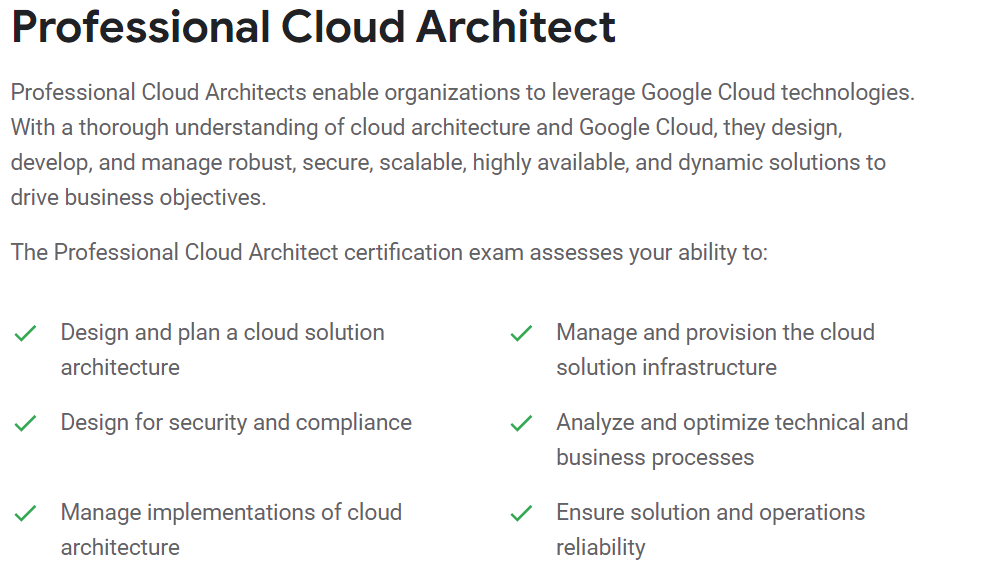 Professional Cloud Architect
Professional Cloud Architects enable organizations to leverage Google Cloud technologies.
With a thorough understanding of cloud architecture and Google Cloud, they design,
develop, and manage robust, secure, scalable, highly available, and dynamic solutions to
drive business objectives.
The Professional Cloud Architect certification exam assesses your ability to:
Design and plan a cloud solution
architecture
Manage and provision the cloud
solution infrastructure
Design for security and compliance
Analyze and optimize technical and
business processes
Manage implementations of cloud
architecture
Ensure solution and operations
reliability